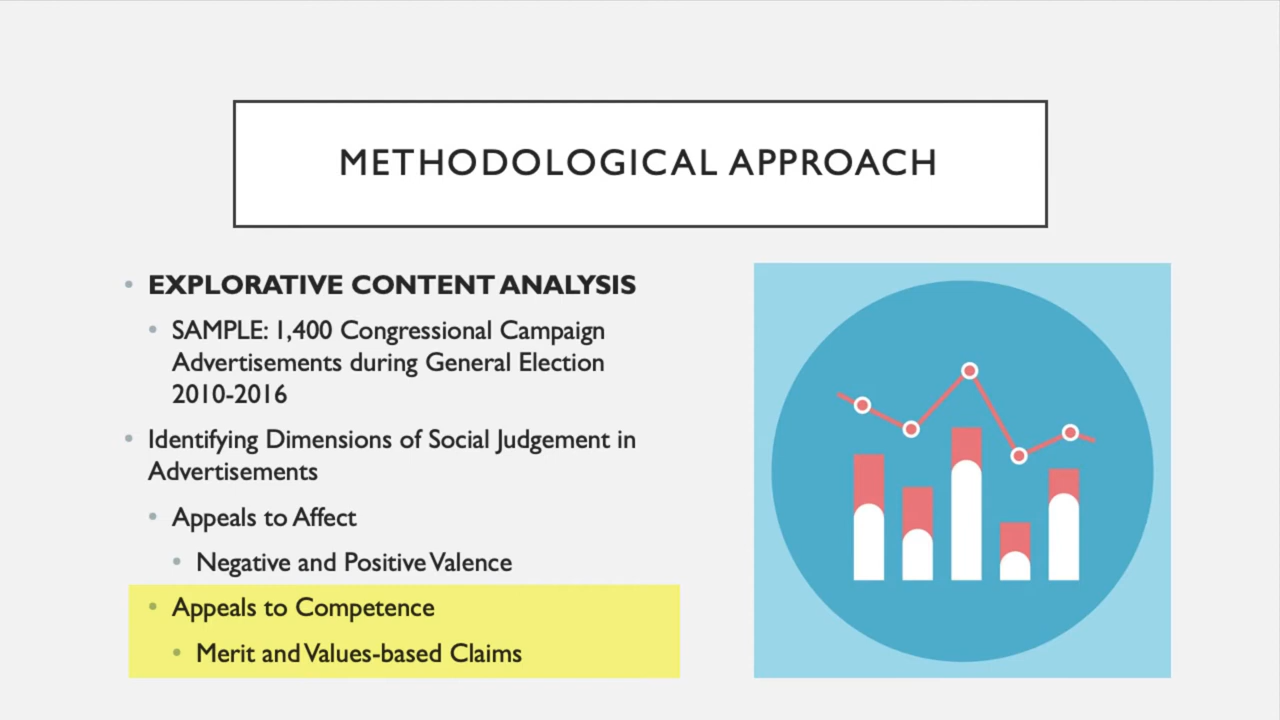 METHODOLOGICAL APPROACH
• EXPLORATIVE CONTENT ANALYSIS
• SAMPLE: 1,400 Congressional Campaign
Advertisements during General Election
2010-2016
• Identifying Dimensions of Social Judgement in
Advertisements
• Appeals to Affect
• Negative and Positive Valence
• Appeals to Competence
• Merit and Values-based Claims